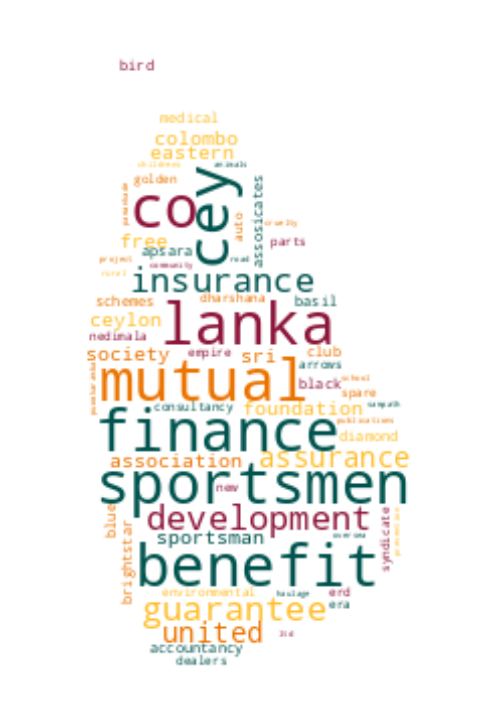 bird
medical
colombo
eastern
childrens animals
golden
co
cey
associcates
auto
cruelty
free
parts
apsara
road
project
community
rural
insurance
schemes
dharshana
basil
ceylon
lanka
nedimala
society
empire
sri
club
arrows
mutual
black
school
spare
consultancy
foundation
sampath
finance
publications
diamond
association
assurance
sportsmen
new
blue
development
syndicate
sportsman
oversea
brightstar
benefit
environmental
haulage
erd
guarantee
era
united
ltd
accountancy
dealers